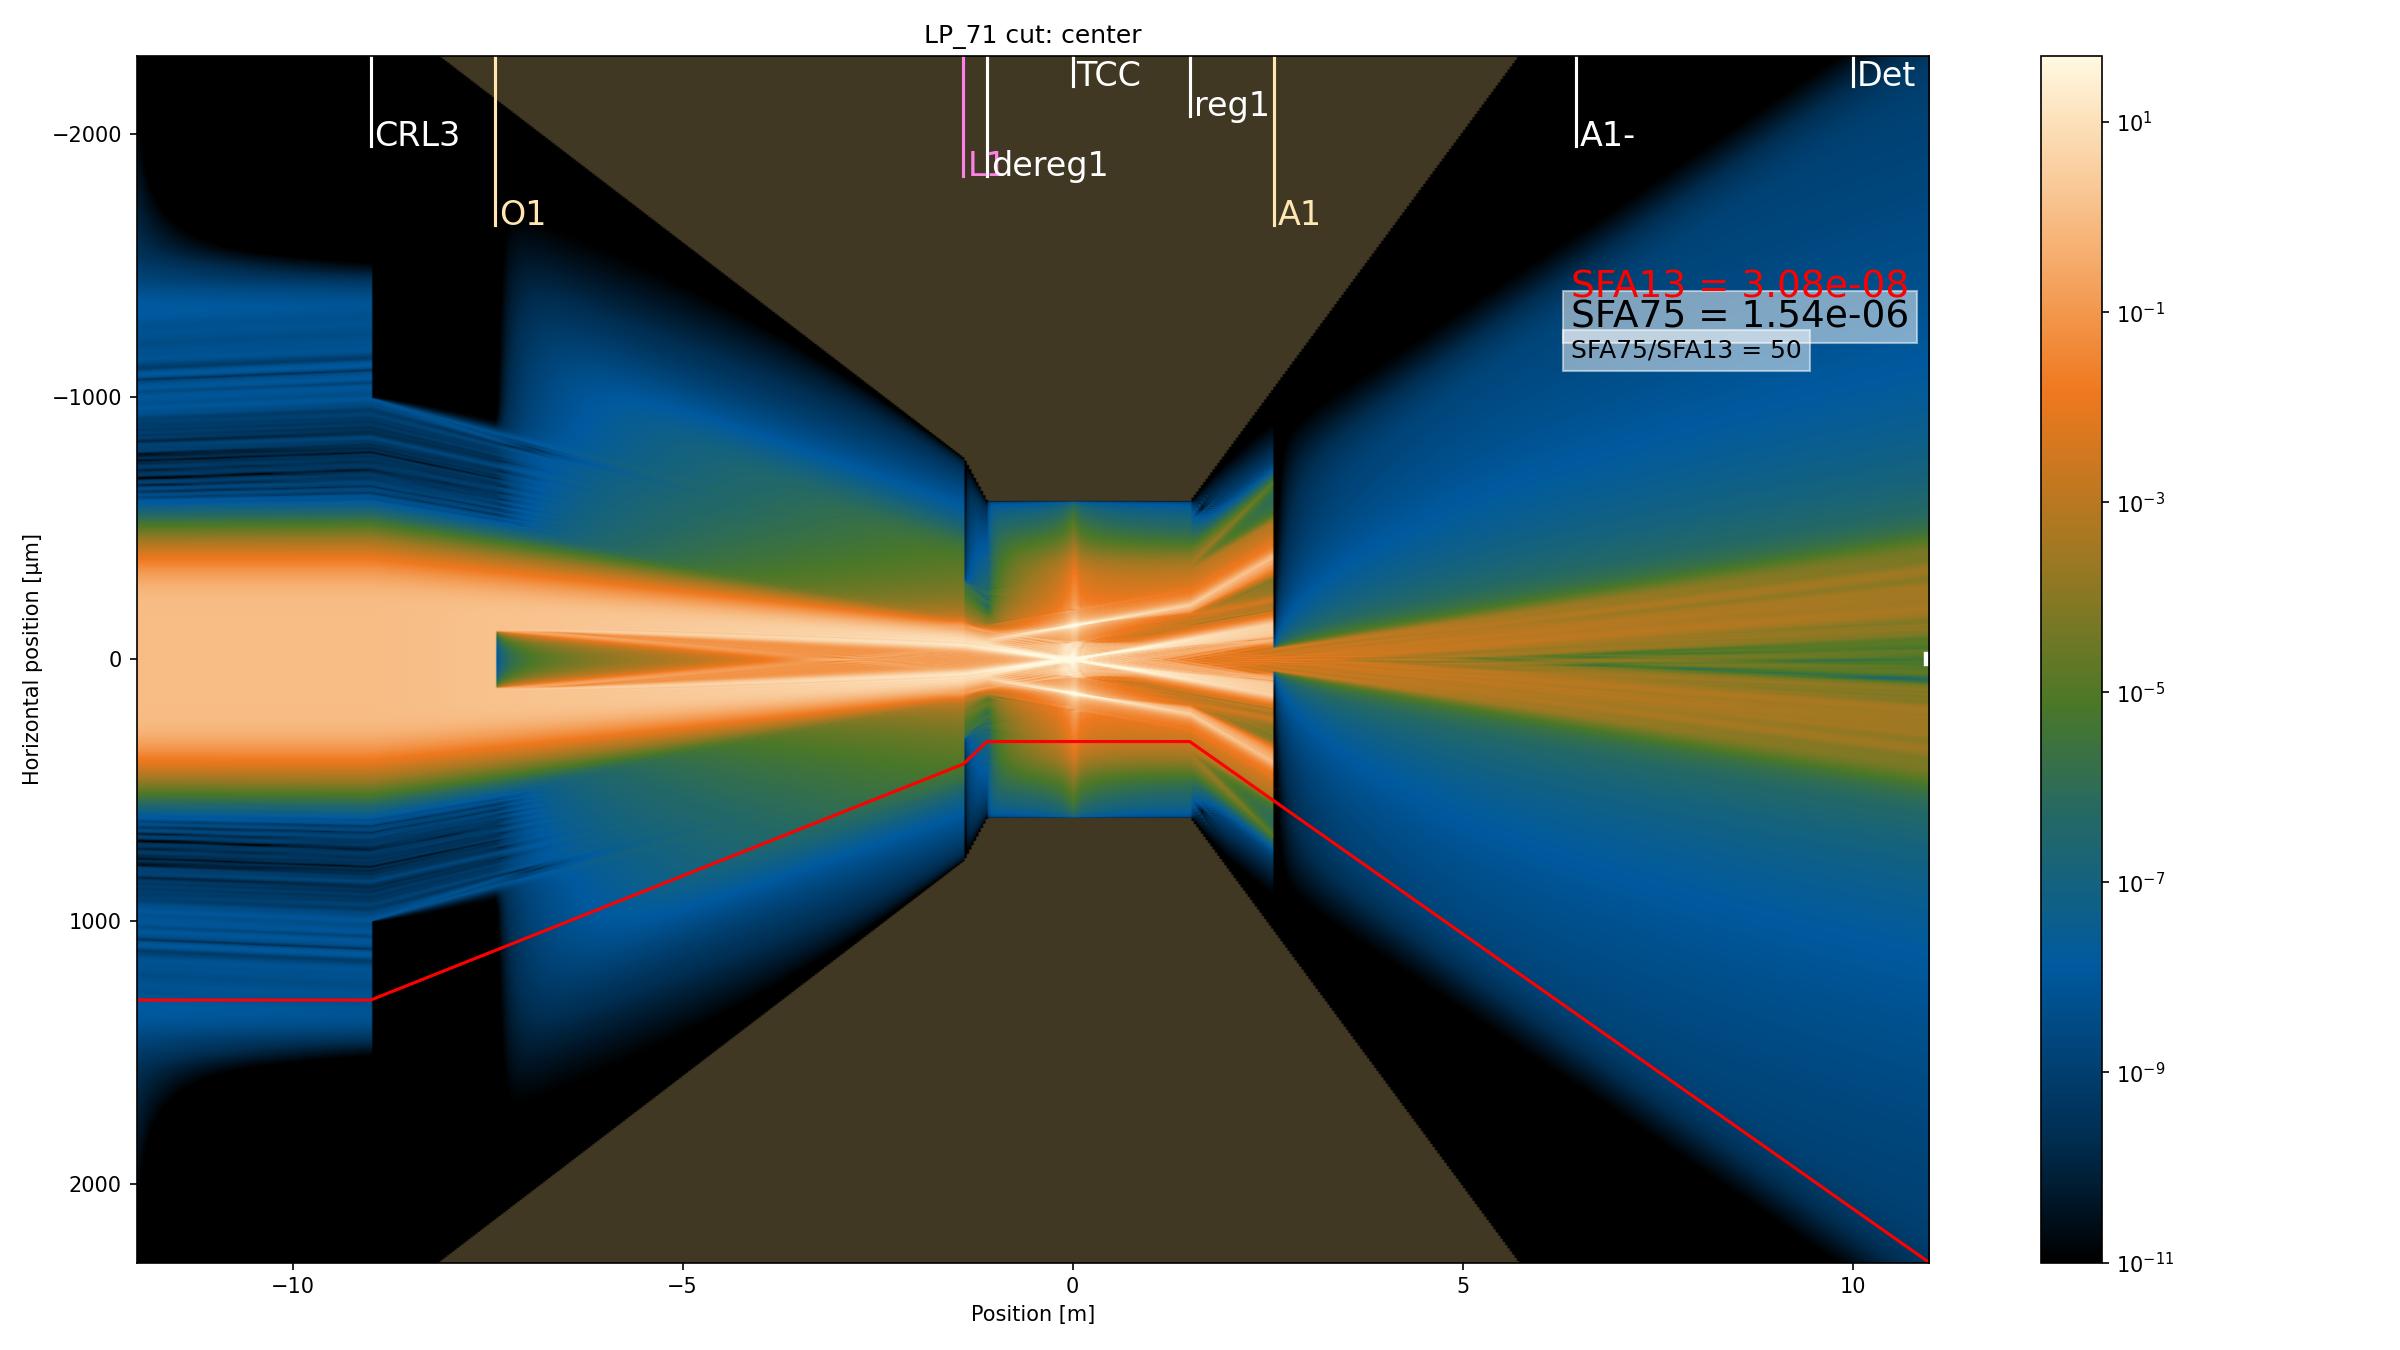 LP_71 cut: center
TCC
Det
reg1
CRL3
A1-
L1
dereg1
O1
A1
SFA13 = 3.08e-08
SFA75 = 1.54e-06
SFA75/SFA13 = 50
−2000
−1000
0
1000
2000
Horizontal position [μm]
−10
−5
0
5
10
Position [m]
10¹
10⁻¹
10⁻³
10⁻⁵
10⁻⁷
10⁻⁹
10⁻¹¹